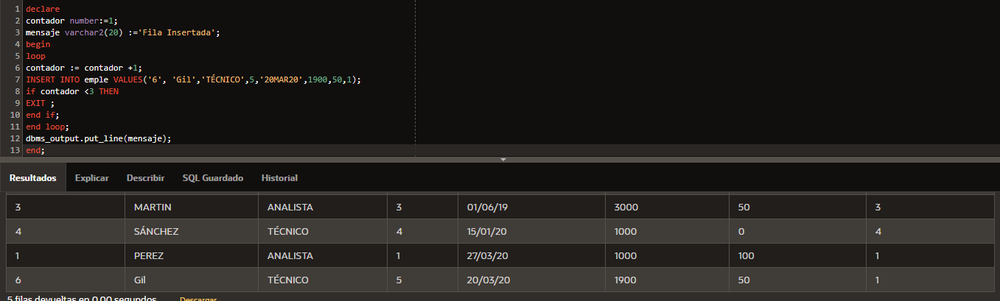 1 declare
2 contador number:=1;
3 mensaje varchar2(20) :='Fila Insertada';
4 begin
5 loop
6 contador := contador +1;
7 INSERT INTO emple VALUES('6', 'Gil','TÉCNICO',5,'20MAR20',1900,50,1);
8 if contador <3 THEN
9 EXIT ;
10 end if;
11 end loop;
12 dbms_output.put_line(mensaje);
13 end;
Resultados Explicar Describir SQL Guardado Historial
3 MARTIN ANALISTA 3 01/06/19 3000 50 3
4 SÁNCHEZ TÉCNICO 4 15/01/20 1000 0 4
1 PEREZ ANALISTA 1 27/03/20 1000 100 1
6 Gil TÉCNICO 5 20/03/20 1900 50 1
5 filas devueltas en 0,00 segundos Descargar